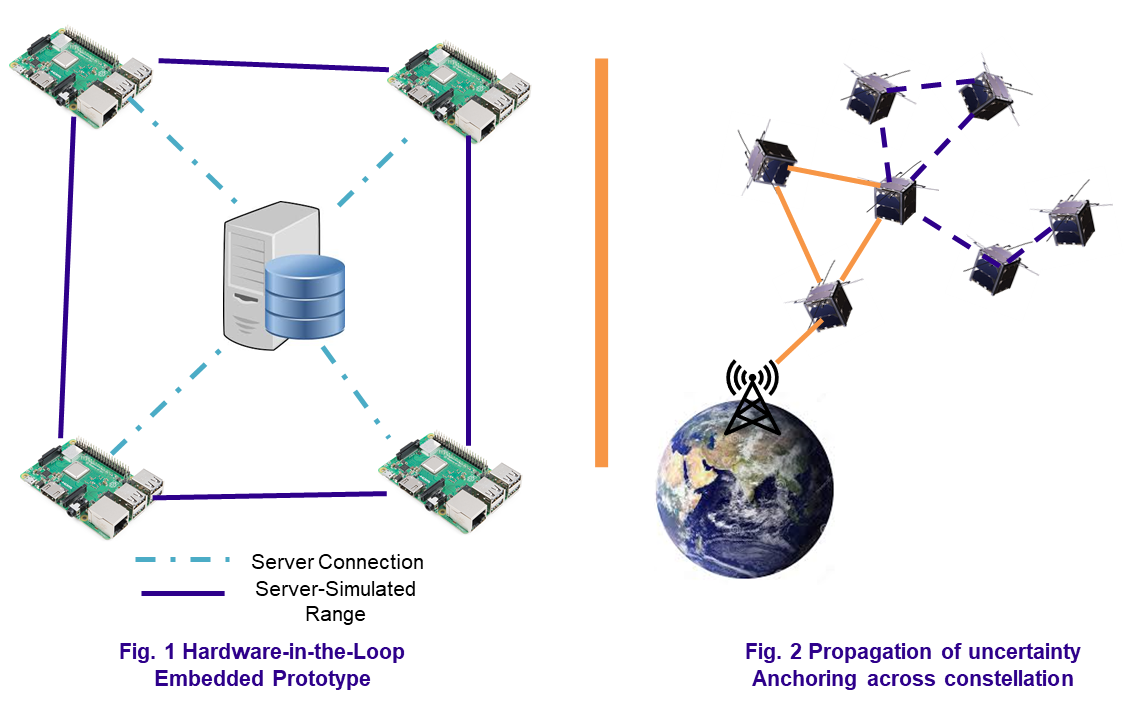 Server Connection
Server-Simulated
Range
Fig. 1 Hardware-in-the-Loop
Embedded Prototype
Fig. 2 Propagation of uncertainty
Anchoring across constellation